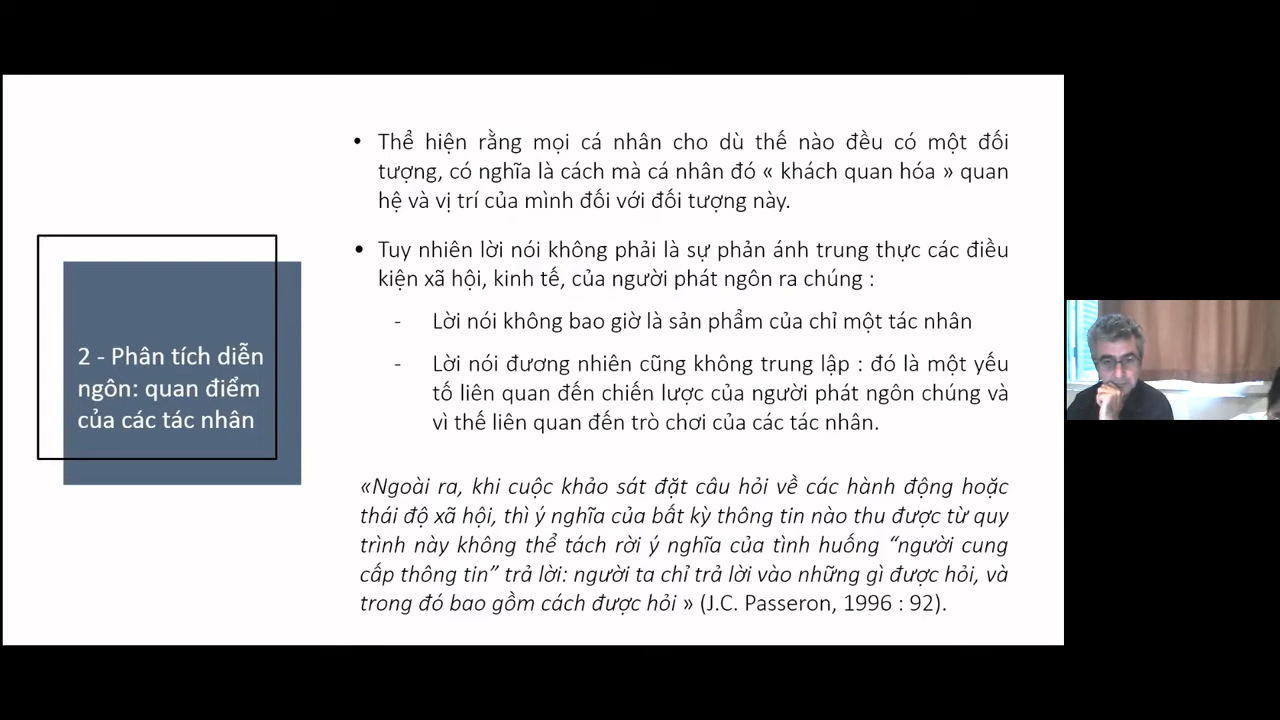 2 - Phân tích diễn
ngôn: quan điểm
của các tác nhân
• Thể hiện rằng mọi cá nhân cho dù thế nào đều có một đối
tượng, có nghĩa là cách mà cá nhân đó « khách quan hóa » quan
hệ và vị trí của mình đối với đối tượng này.
• Tuy nhiên lời nói không phải là sự phản ánh trung thực các điều
kiện xã hội, kinh tế, của người phát ngôn ra chúng :
- Lời nói không bao giờ là sản phẩm của chỉ một tác nhân
- Lời nói đương nhiên cũng không trung lập : đó là một yếu
tố liên quan đến chiến lược của người phát ngôn chúng và
vì thế liên quan đến trò chơi của các tác nhân.
«Ngoài ra, khi cuộc khảo sát đặt câu hỏi về các hành động hoặc
thái độ xã hội, thì ý nghĩa của bất kỳ thông tin nào thu được từ quy
trình này không thể tách rời ý nghĩa của tình huống “người cung
cấp thông tin” trả lời: người ta chỉ trả lời vào những gì được hỏi, và
trong đó bao gồm cách được hỏi » (J.C. Passeron, 1996 : 92).